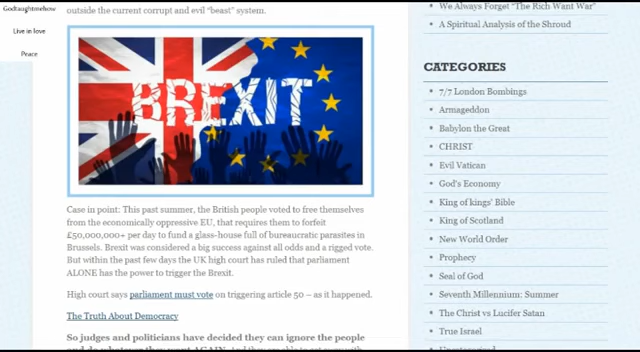 Godtaughtmehow
Live in love
Peace
outside the current corrupt and evil “beast” system.
BREXIT
Case in point: This past summer, the British people voted to free themselves
from the economically oppressive EU, that requires them to forfeit
£50,000,000+ per day to fund a glass-house full of bureaucratic parasites in
Brussels. Brexit was considered a big success against all odds and a rigged vote.
But within the past few days the UK high court has ruled that parliament
ALONE has the power to trigger the Brexit.
High court says parliament must vote on triggering article 50 – as it happened.
The Truth About Democracy
So judges and politicians have decided they can ignore the people
We Always Forget “The Rich Want War”
A Spiritual Analysis of the Shroud
CATEGORIES
7/7 London Bombings
Armageddon
Babylon the Great
CHRIST
Evil Vatican
God's Economy
King of kings' Bible
King of Scotland
New World Order
Prophecy
Seal of God
Seventh Millennium: Summer
The Christ vs Lucifer Satan
True Israel